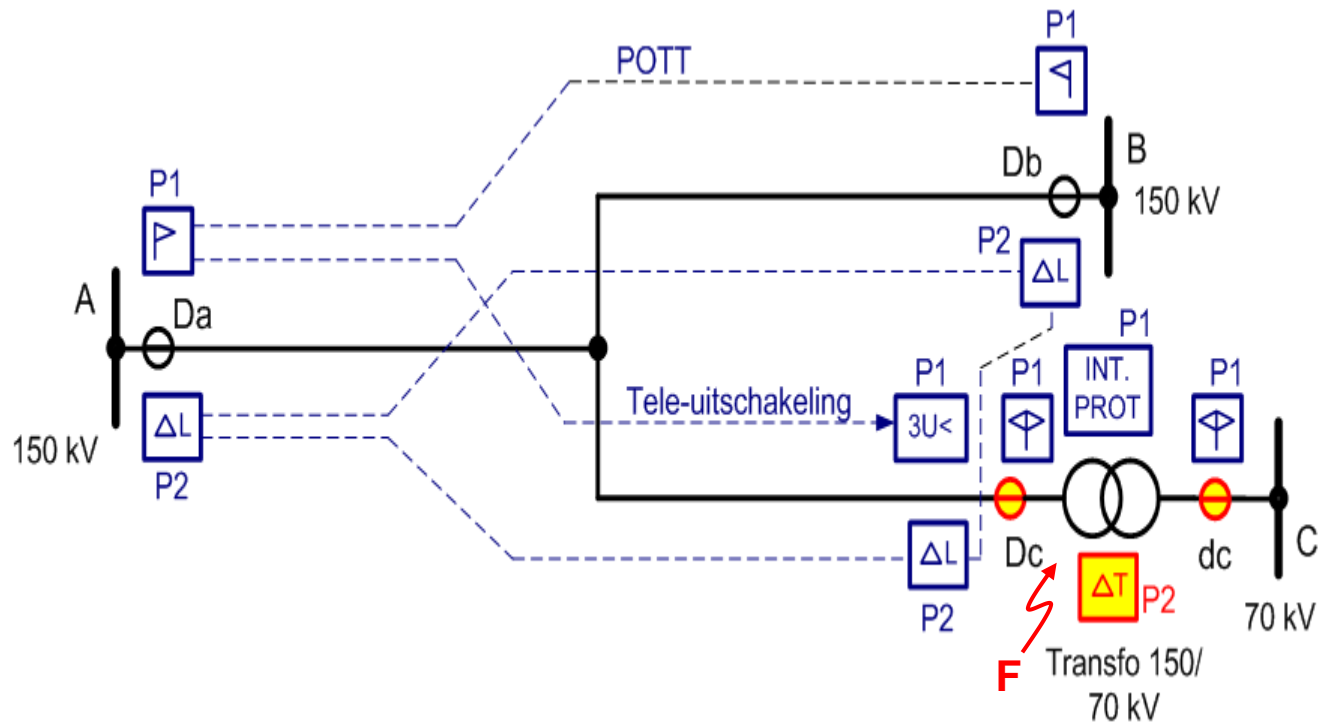 P1
POTT
Db
B
150 kV
P1
P2
ΔL
A
Da
P1
INT.
PROT
P1
P1
P1
Tele-uitschakeling
3U<
ΔL
150 kV
P2
ΔL
P2
Dc
ΔT
P2
dc
C
70 kV
F
Transfo 150/
70 kV